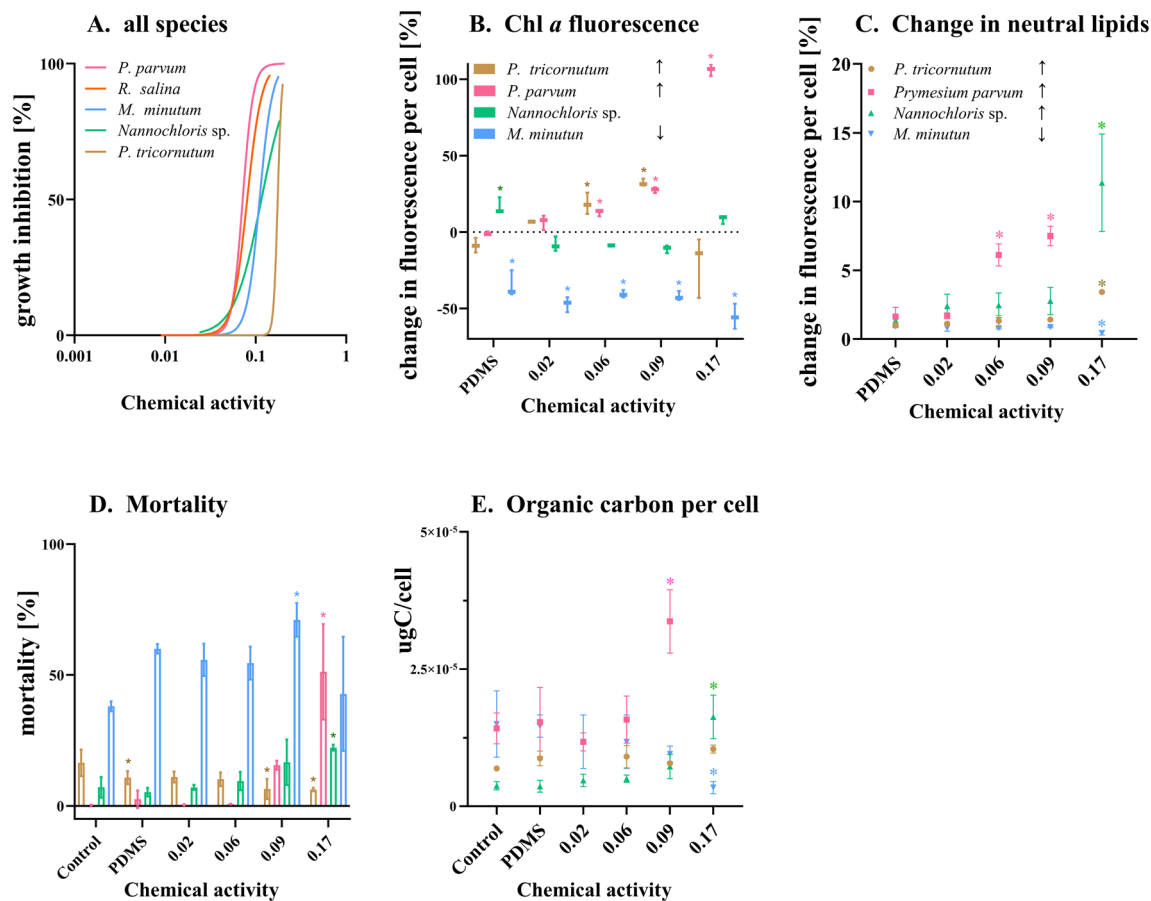 A. all species
growth inhibition [%]
100
50
0
P. parvum
R. salina
M. minutum
Nannochloris sp.
P. tricornutum
0.001
0.01
0.1
1
Chemical activity
B. Chl a fluorescence
change in fluorescence per cell [%]
100
50
0
-50
P. tricornutum ↑
P. parvum ↑
Nannochloris sp.
M. minutun ↓
* * * * * * * * * * * *
PDMS
0.02
0.06
0.09
0.17
Chemical activity
C. Change in neutral lipids
change in fluorescence per cell [%]
20
15
10
5
0
P. tricornutum ↑
Prymesium parvum ↑
Nannochloris sp. ↑
M. minutun ↓
* * * * *
PDMS
0.02
0.06
0.09
0.17
Chemical activity
D. Mortality
mortality [%]
100
50
0
* * * * * *
Control
PDMS
0.02
0.06
0.09
0.17
Chemical activity
E. Organic carbon per cell
ugC/cell
5×10-5
2.5×10-5
0
* * *
Control
PDMS
0.02
0.06
0.09
0.17
Chemical activity